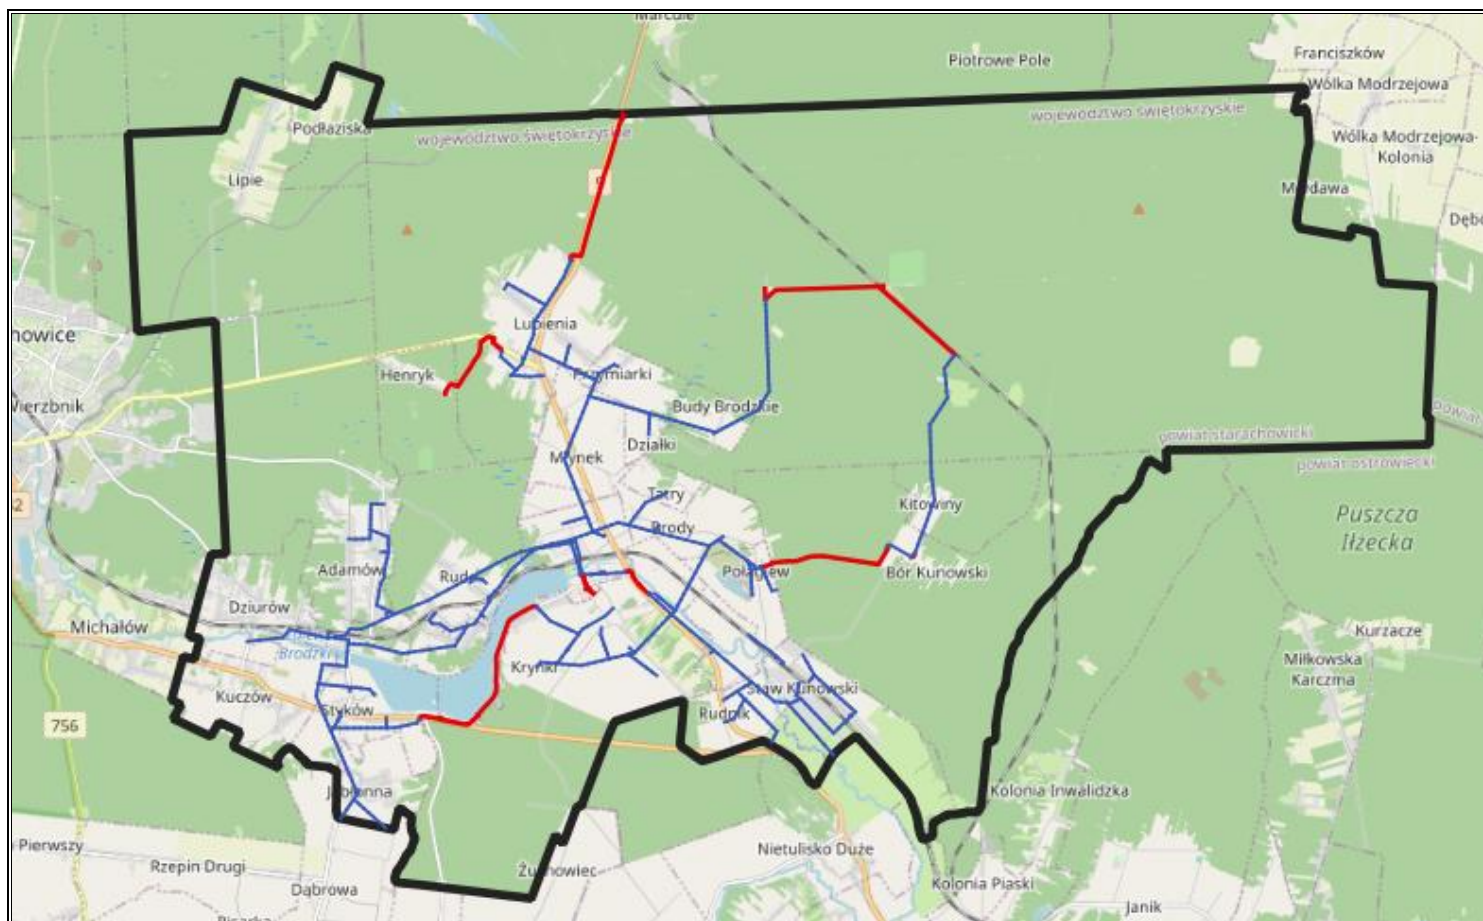 Marcule
Piotrowe Pole
Franciszków
Wólka Modrzejowa
województwo świętokrzyskie
województwo świętokrzyskie
Podłaziska
Wólka Modrzejowa-
Kolonia
Lipie
9
Lubienia
Henryk
Przymiarki
Wierzbnik
Budy Brodzkie
powiat
powiat starachowicki
powiat ostrowiecki
Działki
Młynek
Tatry
Kitowiny
Brody
Puszcza
Iłżecka
Adamów
Ruda
Bór Kunowski
Dziurów
Michałów
Kurzacze
Brodzki
Krynki
Miłkowska
Karczma
Kuczów
Staw Kunowski
Styków
Rudnik
756
Jabłonna
Kolonia Inwalidzka
Pierwszy
Nietulisko Duże
Rzepin Drugi
Kolonia Piaski
Dąbrowa
Janik